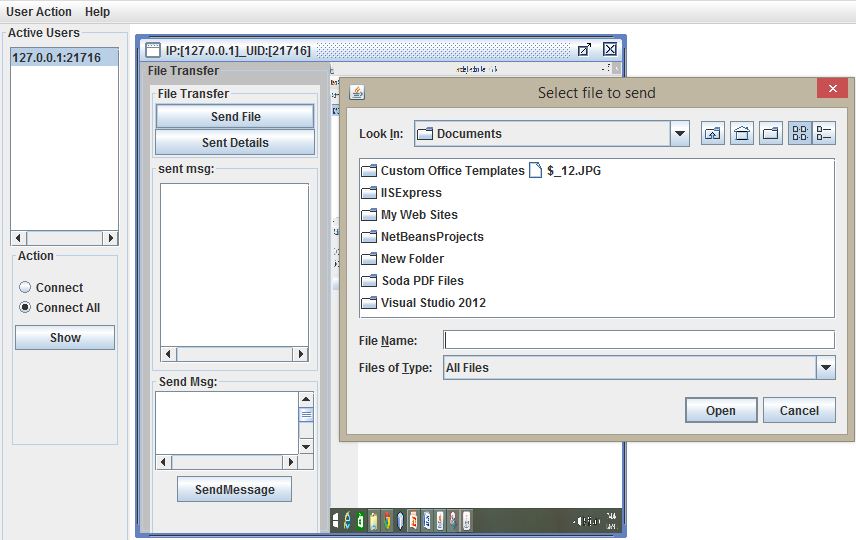 User Action Help
Active Users
127.0.0.1:21716
Action
Connect
Connect All
Show
IP:[127.0.0.1]_UID:[21716]
File Transfer
File Transfer
Send File
Sent Details
sent msg:
Send Msg:
SendMessage
Select file to send
Look In: Documents
Custom Office Templates $_12.JPG
IISExpress
My Web Sites
NetBeansProjects
New Folder
Soda PDF Files
Visual Studio 2012
File Name:
Files of Type: All Files
Open Cancel